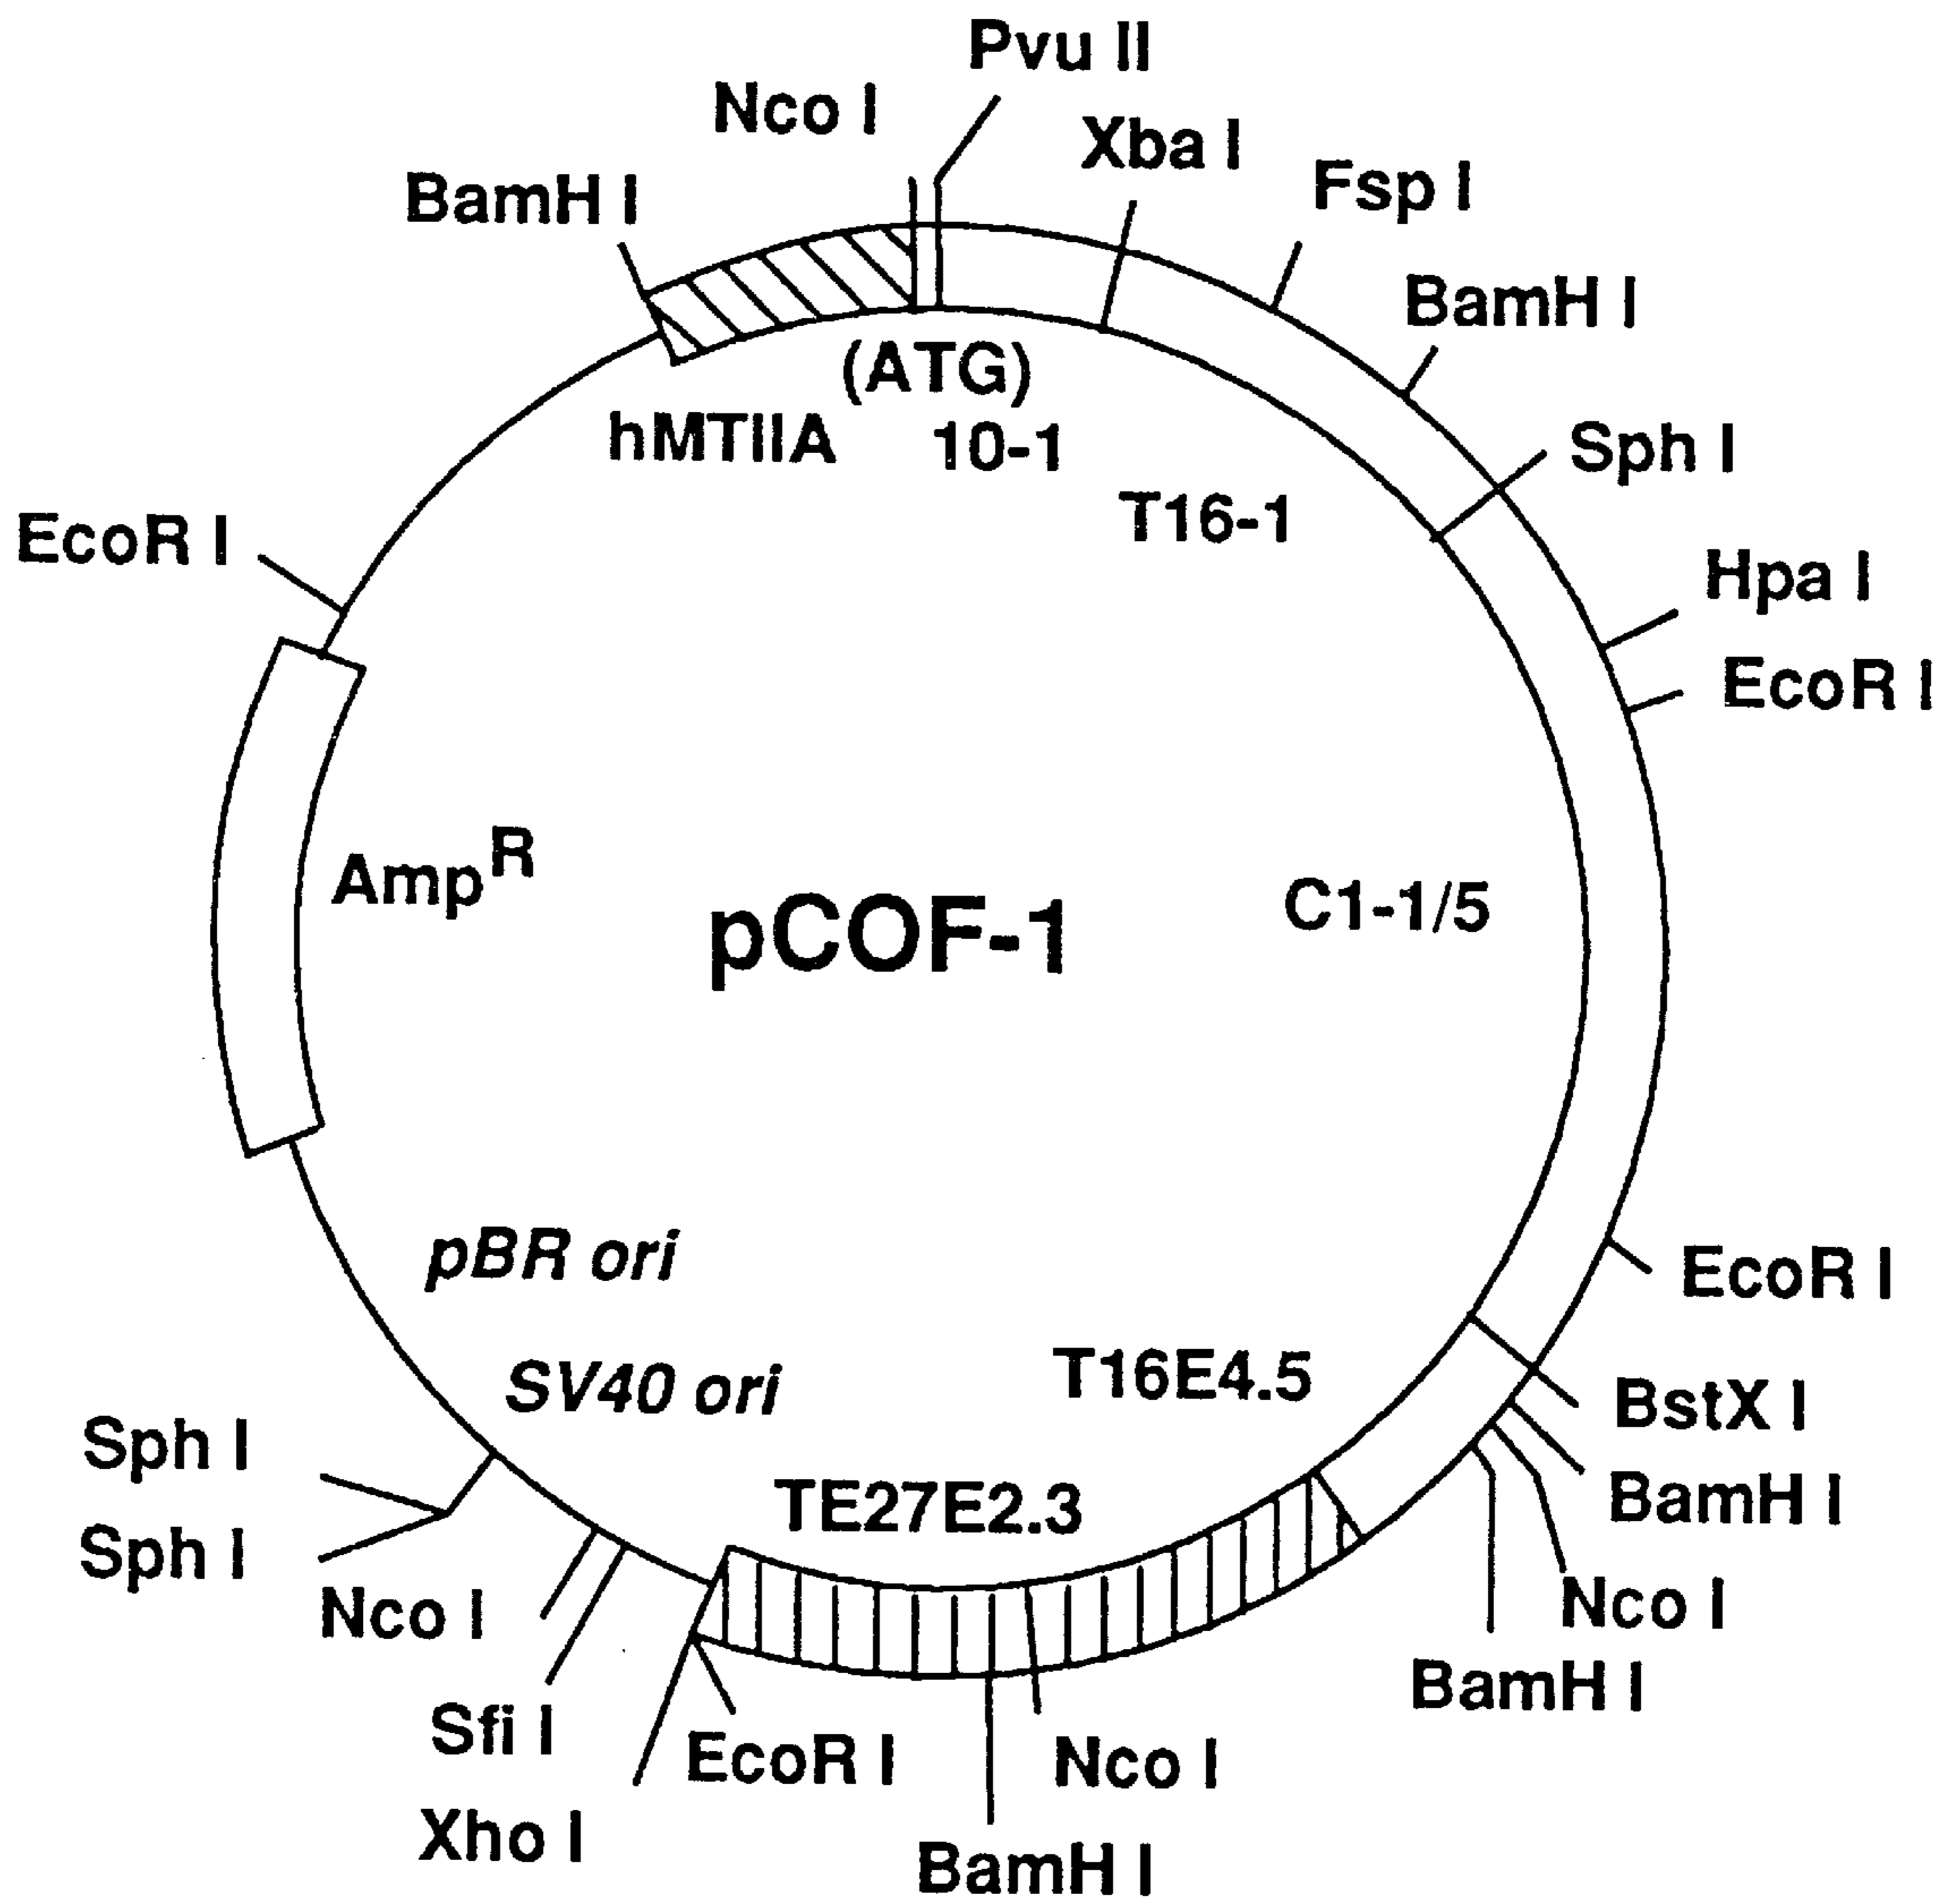 Pvu II
Nco I
Xba I
Fsp I
BamH I
BamH I
(ATG)
hMTIIA
10-1
Sph I
T16-1
EcoR I
Hpa I
EcoR I
Amp^R
pCOF-1
C1-1/5
pBR ori
EcoR I
SV40 ori
T16E4.5
BstX I
Sph I
TE27E2.3
BamH I
Sph I
Nco I
Nco I
BamH I
Sfi I
EcoR I
Nco I
Xho I
BamH I